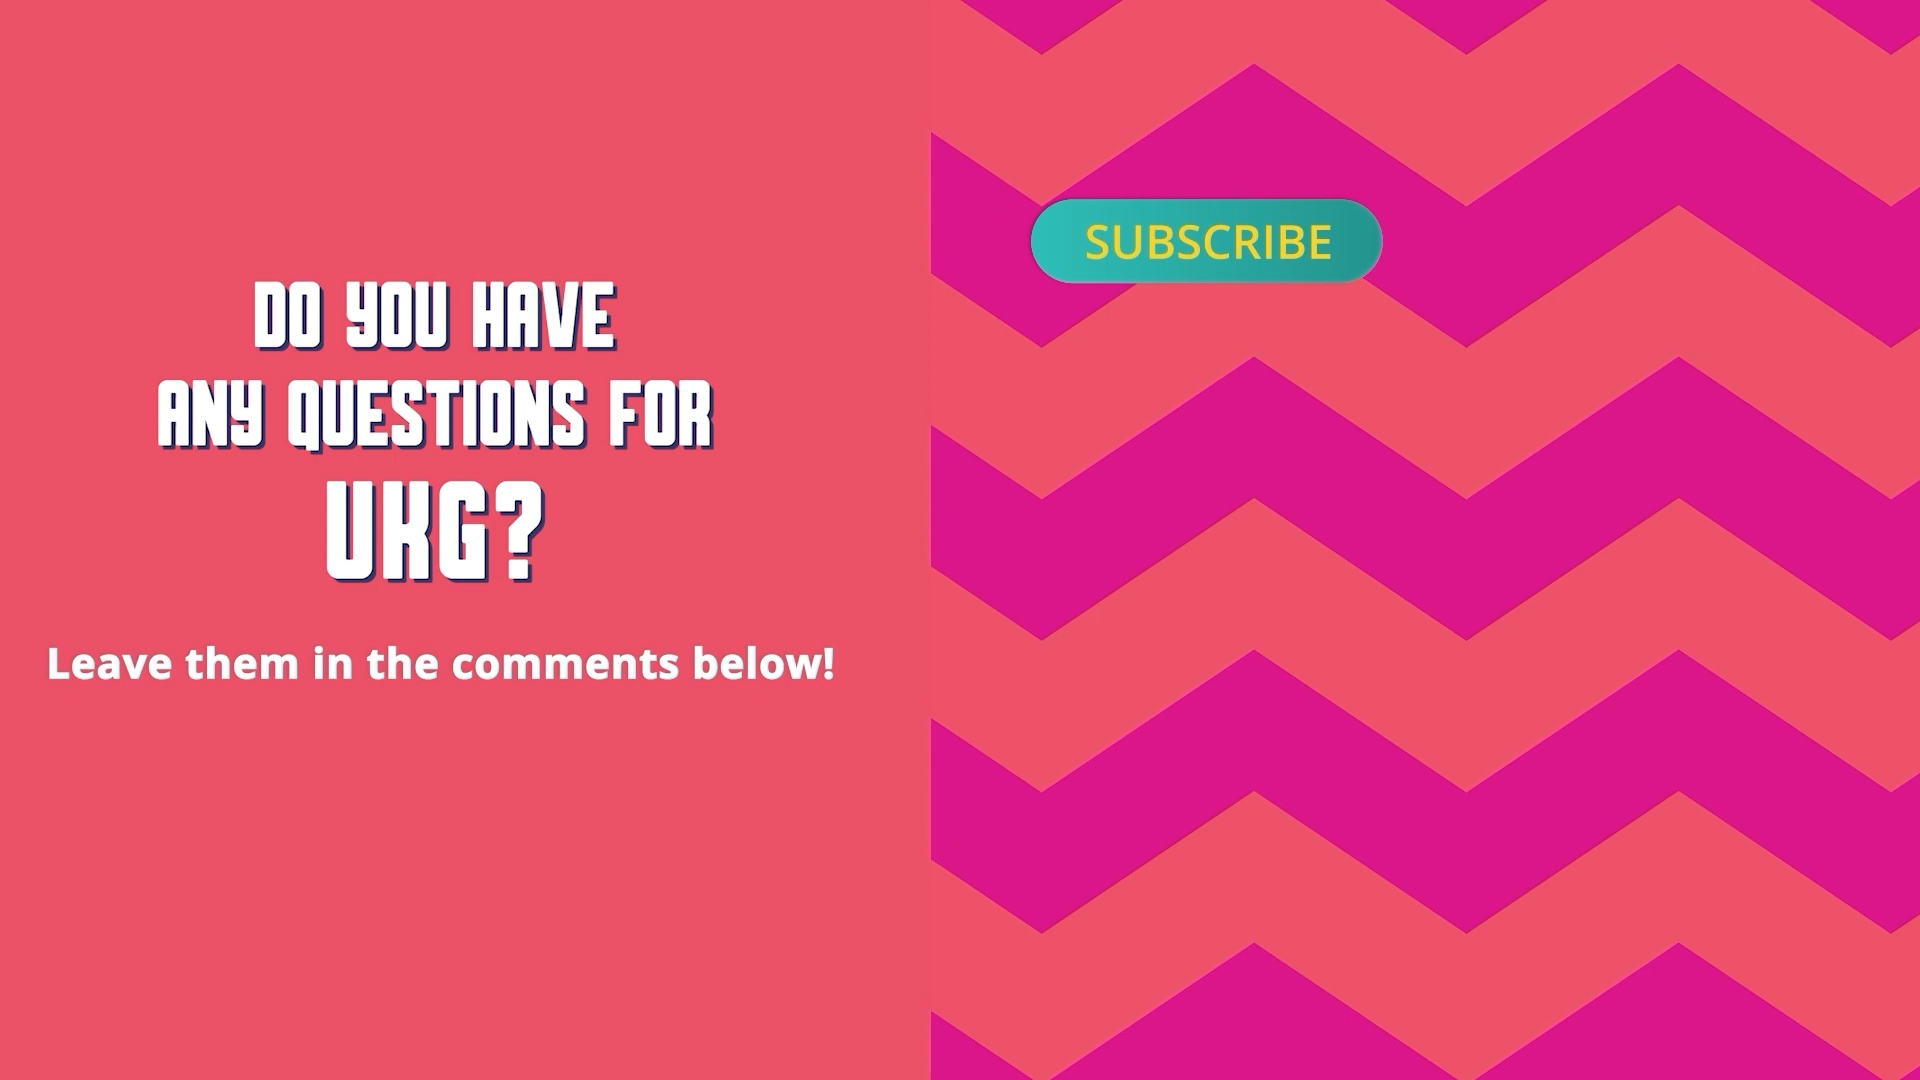 DO YOU HAVE
ANY QUESTIONS FOR
UKG?
Leave them in the comments below!
SUBSCRIBE